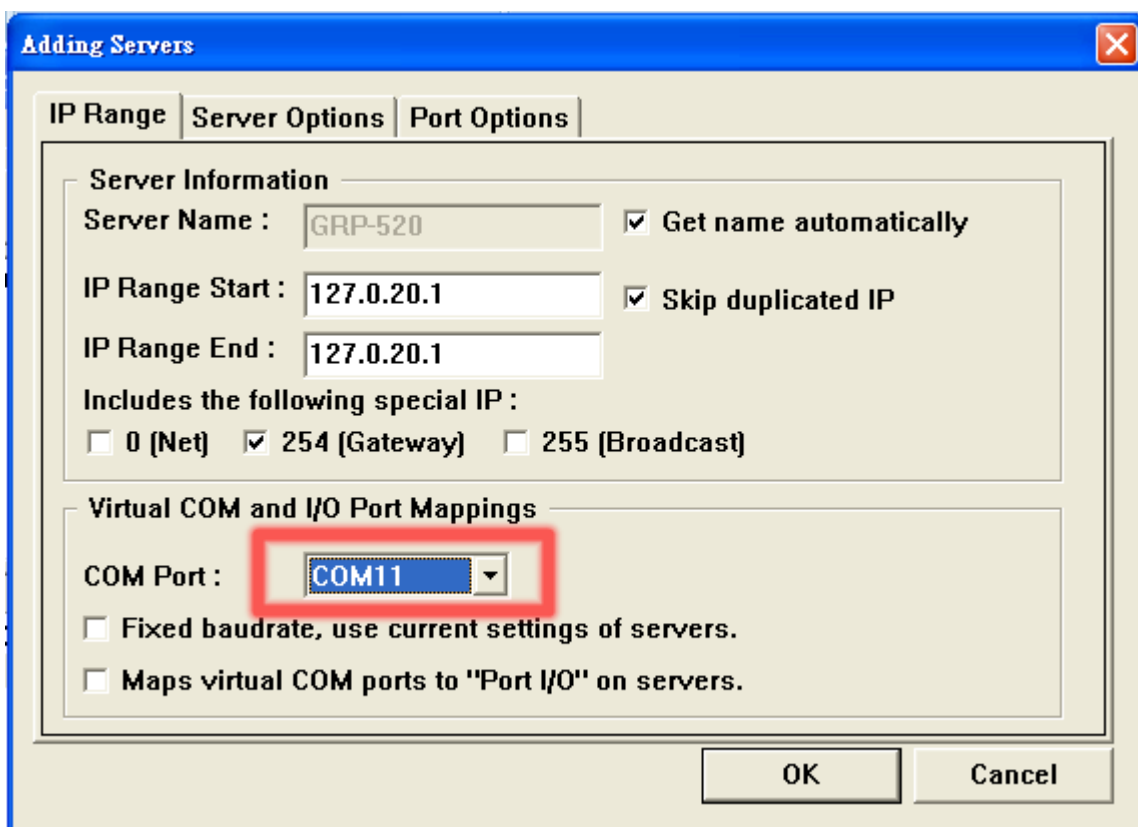 Adding Servers
IP Range Server Options Port Options
Server Information
Server Name : GRP-520 Get name automatically
IP Range Start : 127.0.20.1 Skip duplicated IP
IP Range End : 127.0.20.1
Includes the following special IP :
0 (Net) 254 (Gateway) 255 (Broadcast)
Virtual COM and I/O Port Mappings
COM Port : COM11
Fixed baudrate, use current settings of servers.
Maps virtual COM ports to "Port I/O" on servers.
OK Cancel